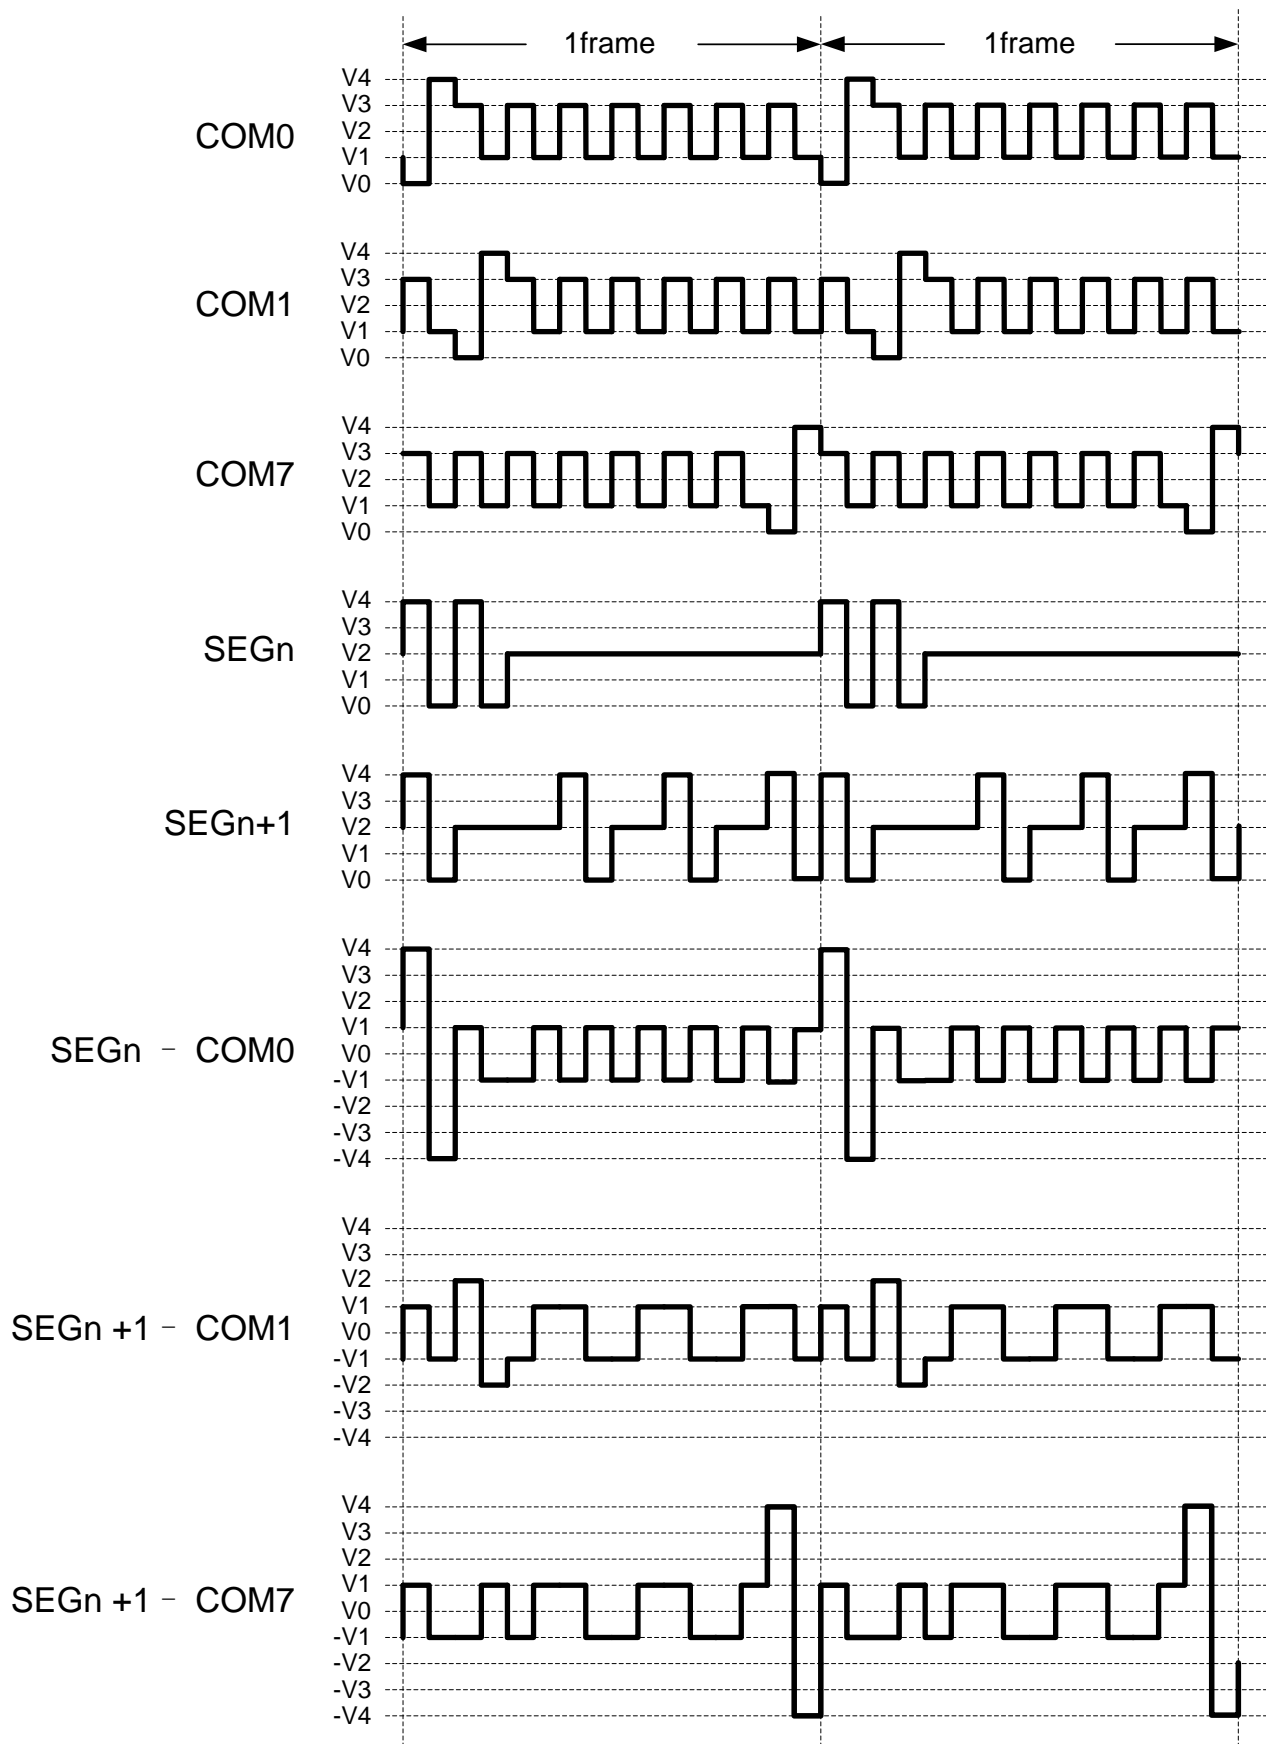 1frame 1frame
V4
V3
COM0 V2
V1
V0
V4
V3
COM1 V2
V1
V0
V4
V3
COM7 V2
V1
V0
V4
V3
SEGn V2
V1
V0
V4
V3
SEGn+1 V2
V1
V0
V4
V3
V2
V1
SEGn - COM0 V0
-V1
-V2
-V3
-V4
V4
V3
V2
V1
SEGn +1 - COM1 V0
-V1
-V2
-V3
-V4
V4
V3
V2
V1
SEGn +1 - COM7 V0
-V1
-V2
-V3
-V4